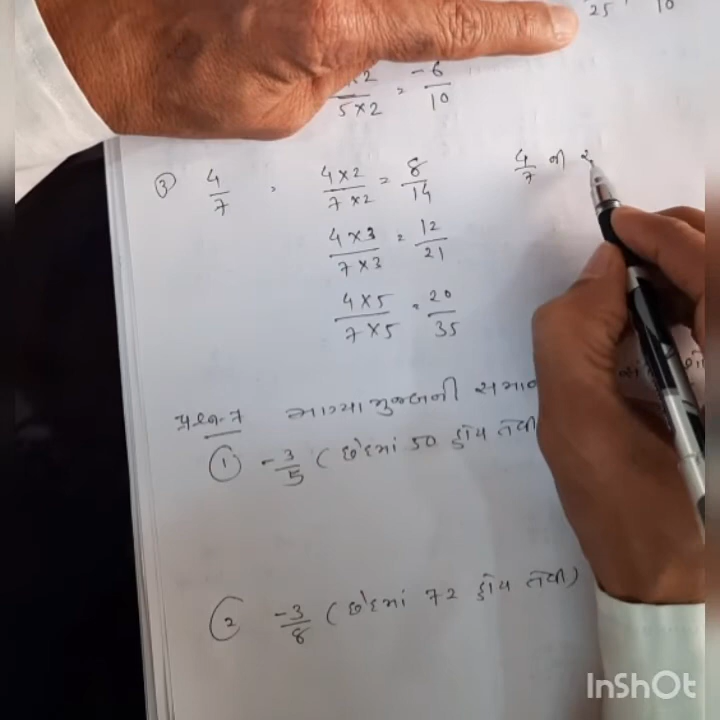 25, 10
×2 / 5×2 = -6/10
③ 4/7 , 4×2 / 7×2 = 8/14 4/7 ની
4×3 / 7×3 = 12/21
4×5 / 7×5 = 20/35
પ્રશ્ન-7 માગ્યા મુજબની સમાન
① -3/5 (છેદમાં 50 હોય તેવી
② -3/8 (છેદમાં 72 હોય તેવી)
InShOt